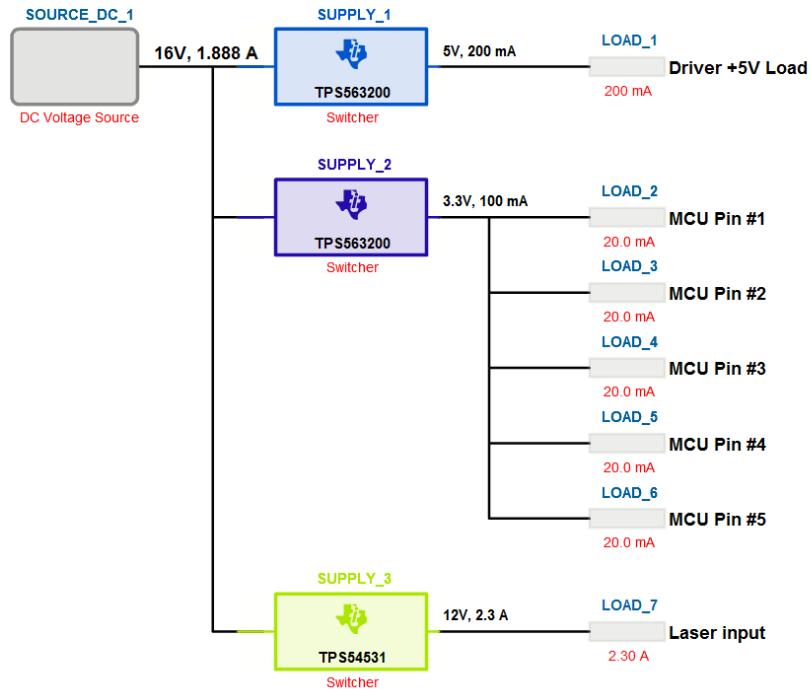 SOURCE_DC_1
16V, 1.888 A
DC Voltage Source
SUPPLY_1
TPS563200
Switcher
5V, 200 mA
LOAD_1
Driver +5V Load
200 mA
SUPPLY_2
TPS563200
Switcher
3.3V, 100 mA
LOAD_2
MCU Pin #1
20.0 mA
LOAD_3
MCU Pin #2
20.0 mA
LOAD_4
MCU Pin #3
20.0 mA
LOAD_5
MCU Pin #4
20.0 mA
LOAD_6
MCU Pin #5
20.0 mA
SUPPLY_3
TPS54531
Switcher
12V, 2.3 A
LOAD_7
Laser input
2.30 A